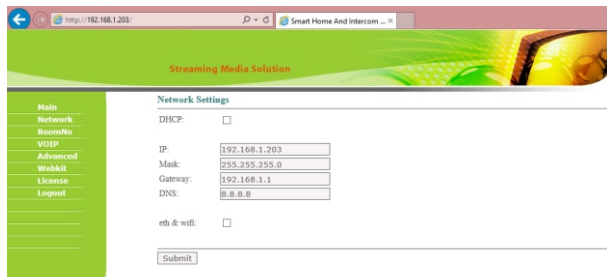 http://192.168.1.203/
Smart Home And Intercom ...
Streaming Media Solution
Main
Network
RoomNo
VOIP
Advanced
Webkit
License
Logout
Network Settings
DHCP:
IP: 192.168.1.203
Mask: 255.255.255.0
Gateway: 192.168.1.1
DNS: 8.8.8.8
eth & wifi:
Submit